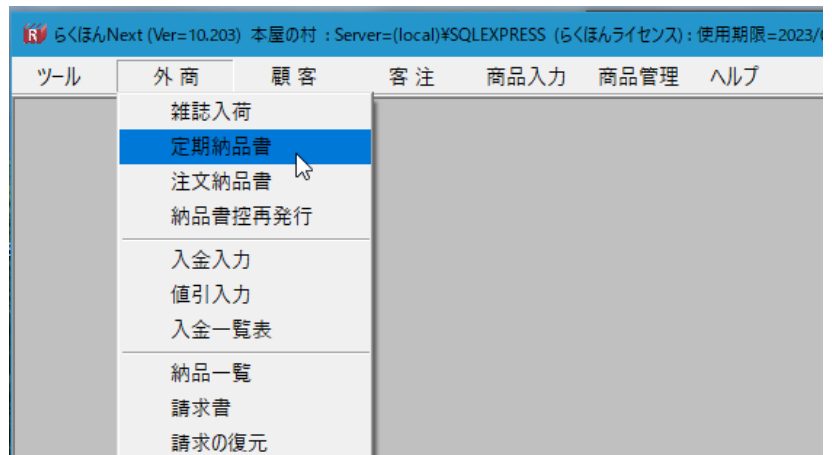 らくほんNext (Ver=10.203) 本屋の村 : Server=(local)¥SQLEXPRESS (らくほんライセンス) : 使用期限=2023/
ツール 外 商 顧 客 客 注 商品入力 商品管理 ヘルプ
雑誌入荷
定期納品書
注文納品書
納品書控再発行
入金入力
値引入力
入金一覧表
納品一覧
請求書
請求の復元